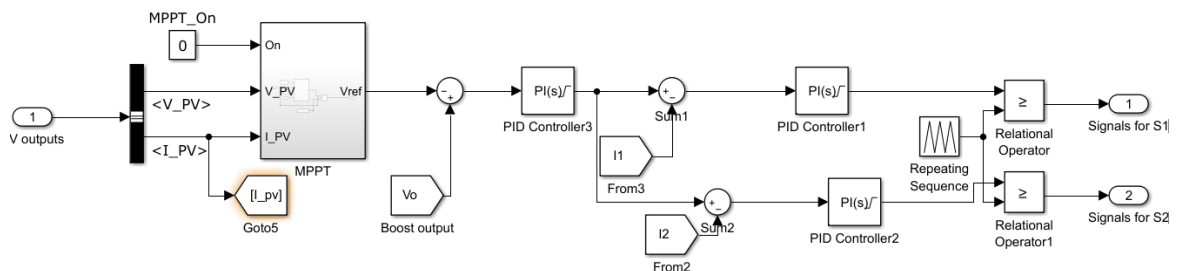 MPPT_On
0
On
V_PV
I_PV
Vref
MPPT
1
V outputs
<V_PV>
<I_PV>
[I_pv]
Goto5
Vo
Boost output
PI(s)
PID Controller3
Sum1
I1
From3
PI(s)
PID Controller1
Sum2
I2
From2
PI(s)
PID Controller2
Repeating
Sequence
≥
Relational
Operator
≥
Relational
Operator1
1
Signals for S1
2
Signals for S2